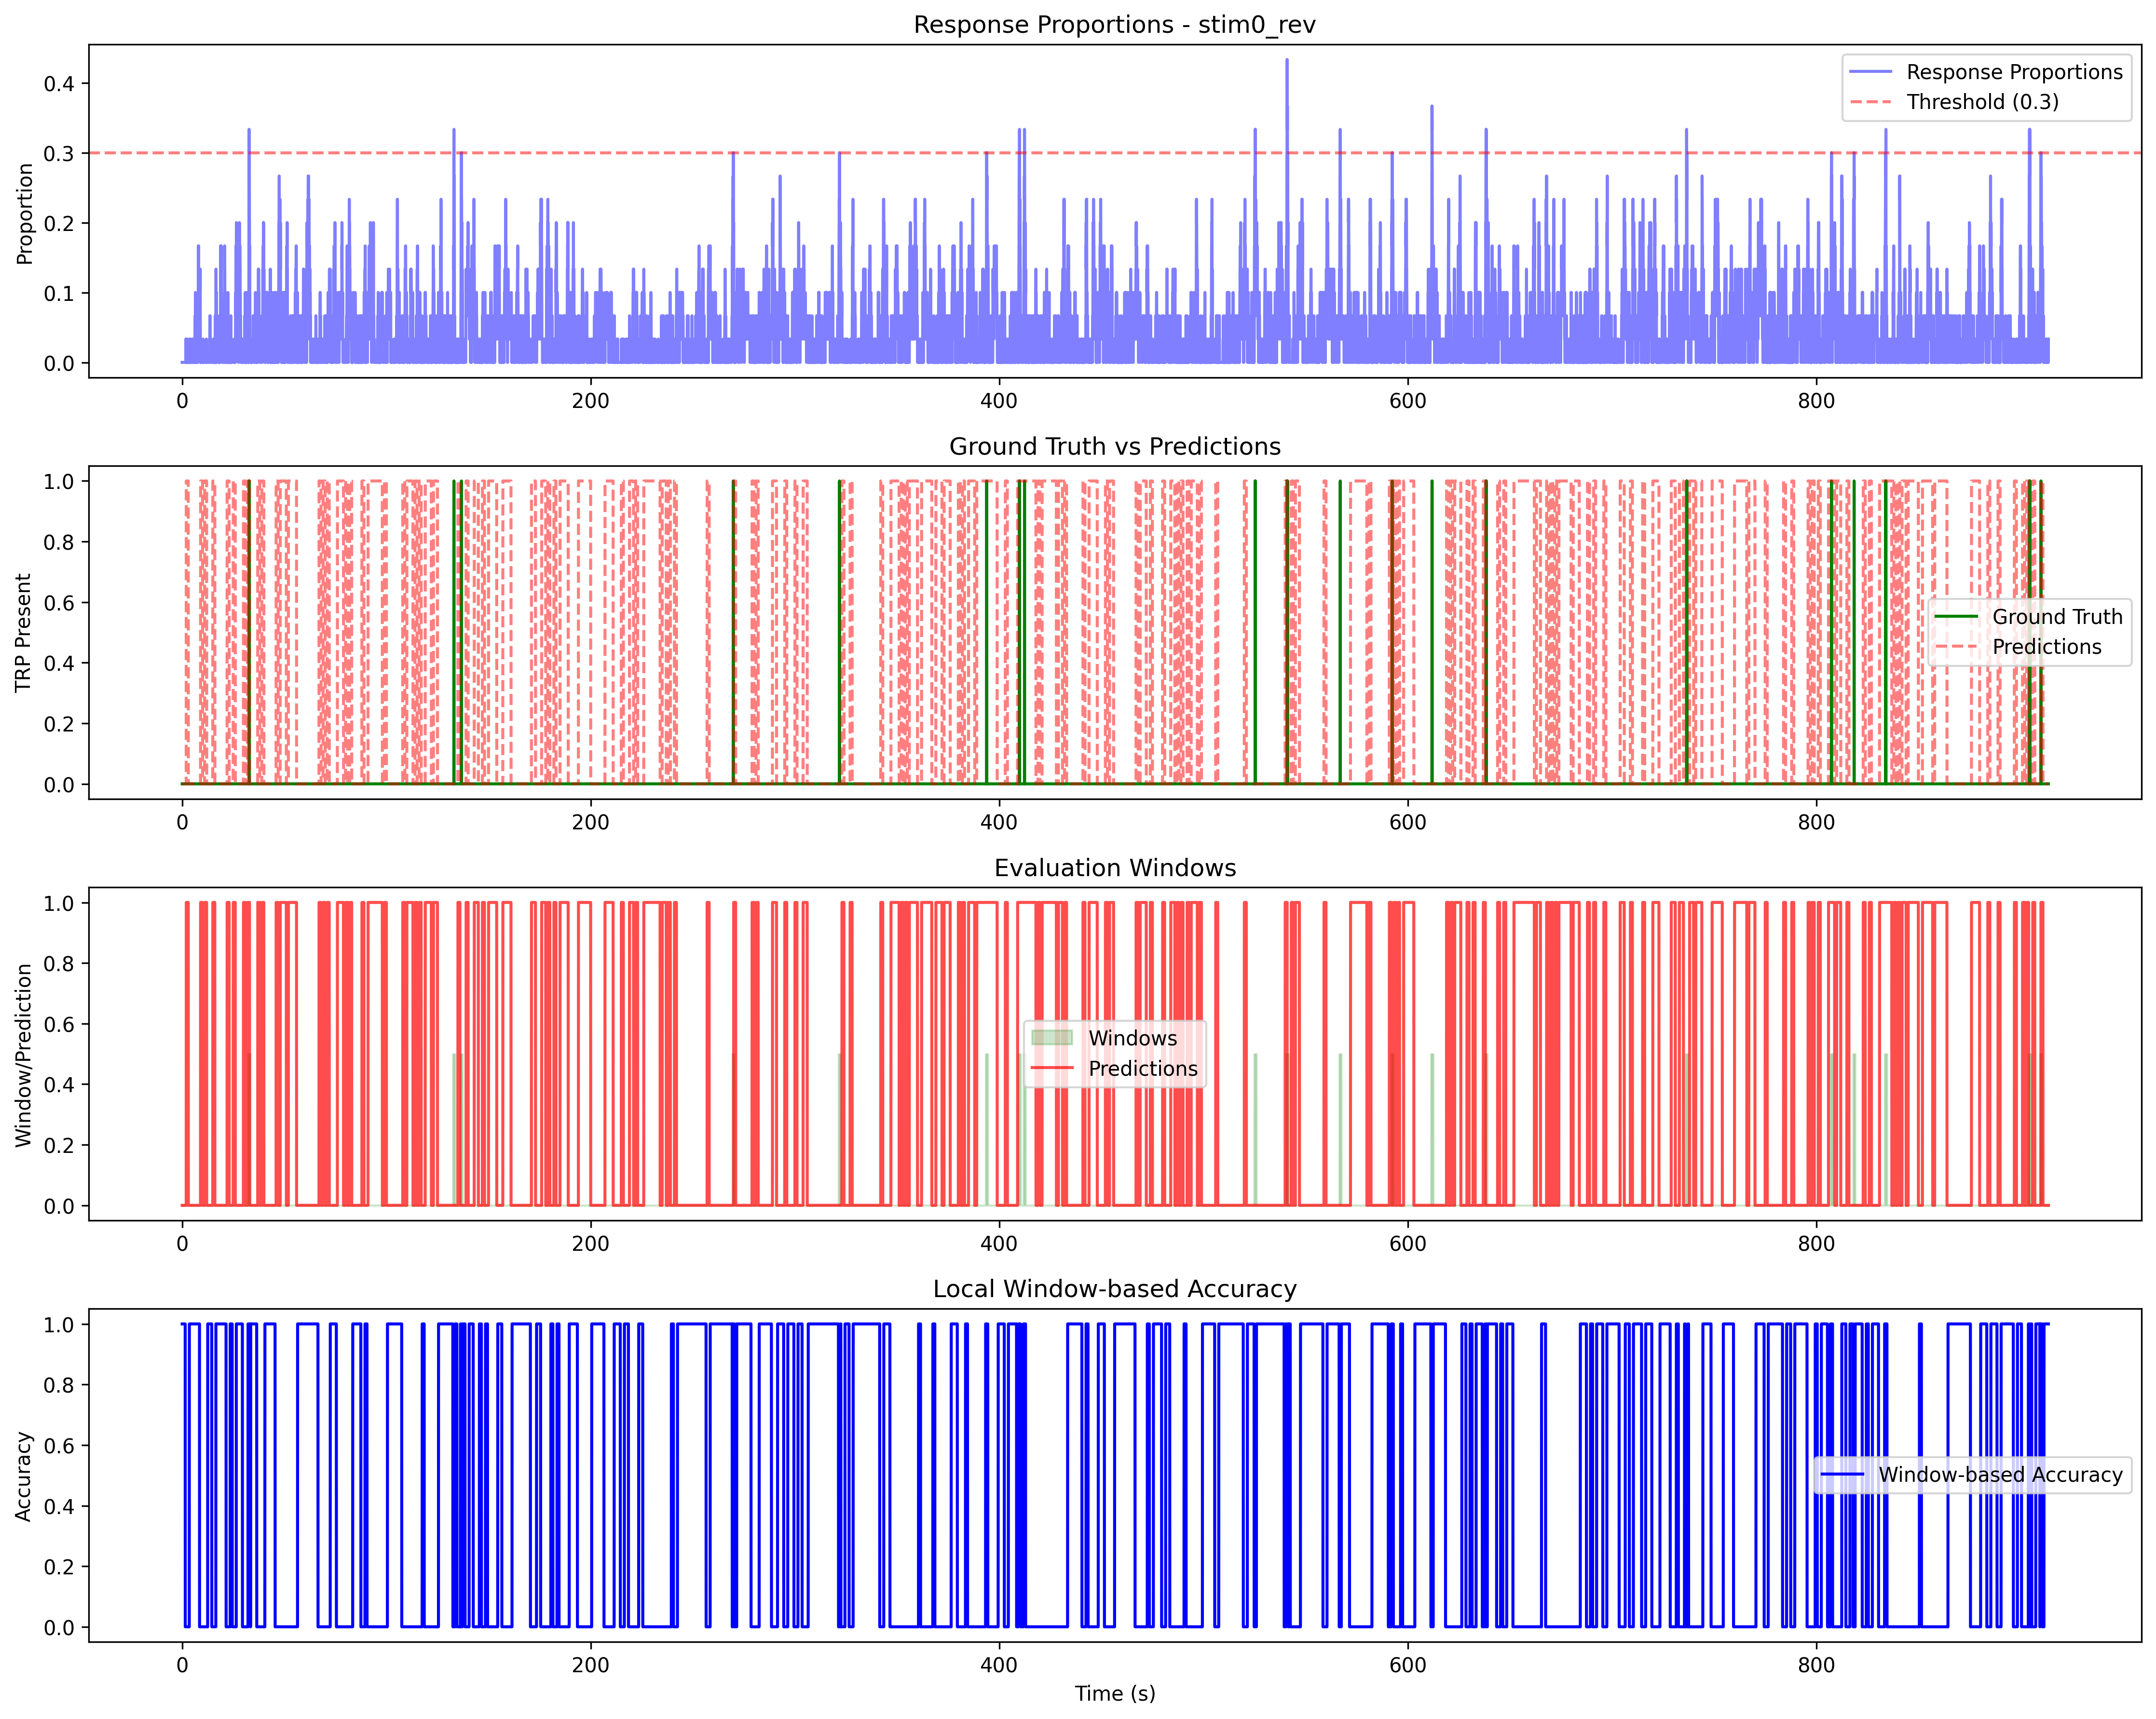 Response Proportions - stim0_rev
Proportion
0.4
0.3
0.2
0.1
0.0
Response Proportions
Threshold (0.3)
0
200
400
600
800
Ground Truth vs Predictions
TRP Present
1.0
0.8
0.6
0.4
0.2
0.0
Ground Truth
Predictions
0
200
400
600
800
Evaluation Windows
Window/Prediction
1.0
0.8
0.6
0.4
0.2
0.0
Windows
Predictions
0
200
400
600
800
Local Window-based Accuracy
Accuracy
1.0
0.8
0.6
0.4
0.2
0.0
Window-based Accuracy
0
200
400
600
800
Time (s)